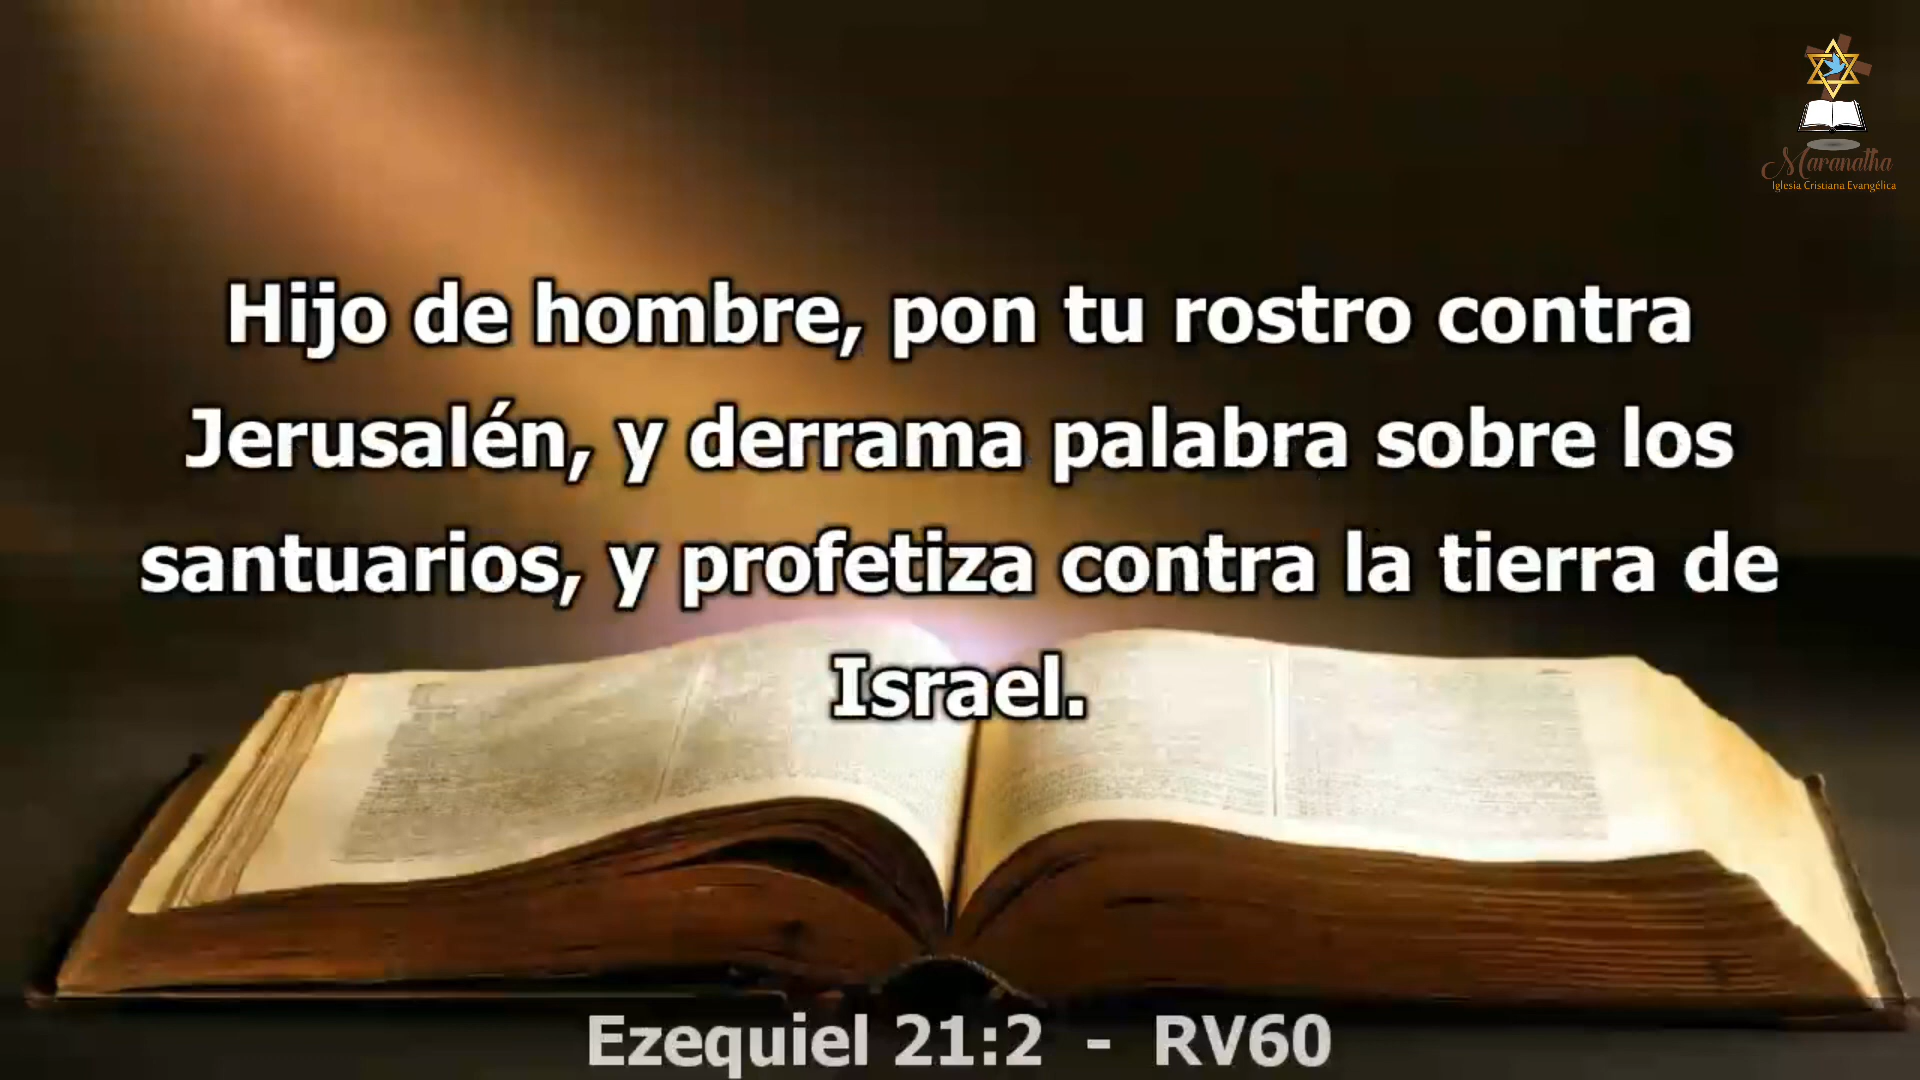 Maranatha
Iglesia Cristiana Evangélica
Hijo de hombre, pon tu rostro contra
Jerusalén, y derrama palabra sobre los
santuarios, y profetiza contra la tierra de
Israel.
Ezequiel 21:2 - RV60